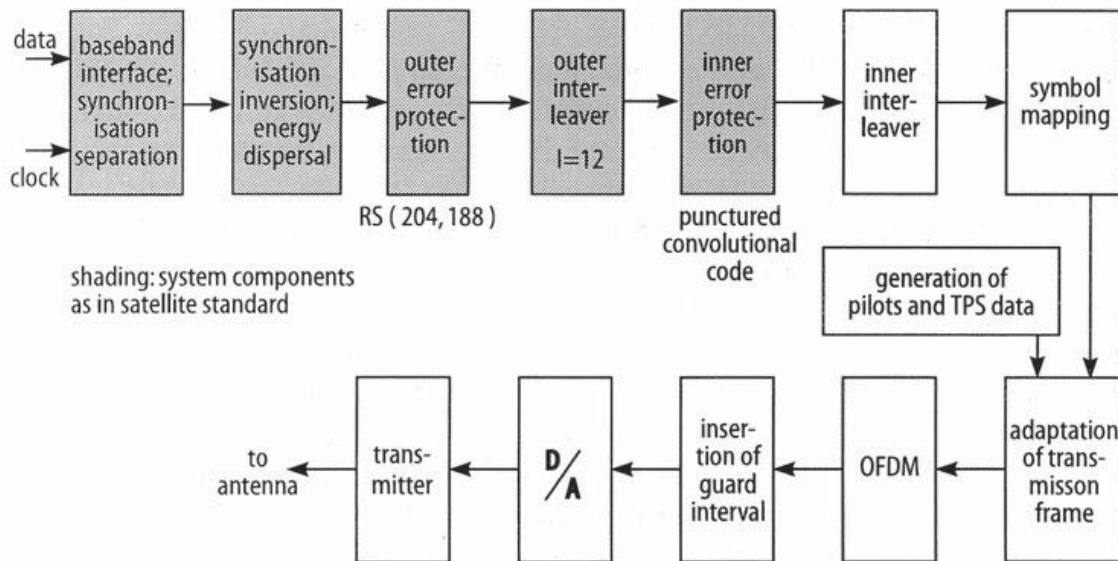 data
clock
baseband
interface;
synchron-
isation
separation
synchron-
isation
inversion;
energy
dispersal
outer
error
protec-
tion
RS ( 204, 188 )
outer
inter-
leaver
I=12
inner
error
protec-
tion
punctured
convolutional
code
inner
inter-
leaver
symbol
mapping
shading: system components
as in satellite standard
generation of
pilots and TPS data
adaptation
of trans-
misson
frame
OFDM
inser-
tion of
guard
interval
D/A
trans-
mitter
to
antenna